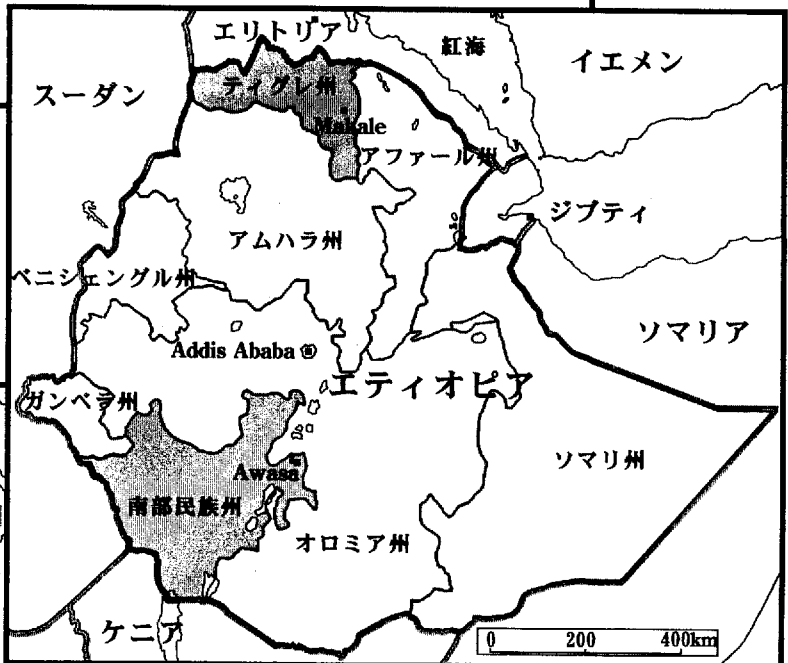 エリトリア
紅海
イエメン
スーダン
ティグレ州
Makale
アファール州
ジブティ
アムハラ州
ベニシェングル州
ソマリア
Addis Ababa
エティオピア
ガンベラ州
ソマリ州
Awasa
南部民族州
オロミア州
ケニア
0 200 400km